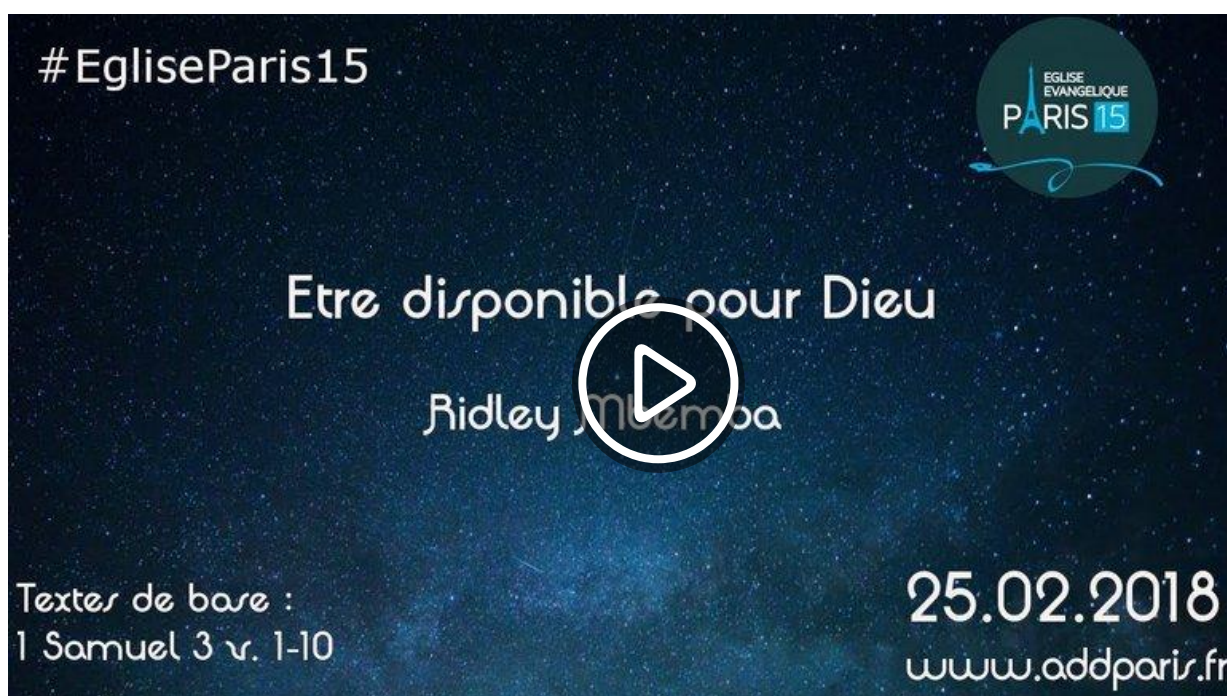 #EgliseParis15
EGLISE
EVANGELIQUE
PARIS 15
Etre disponible pour Dieu
Ridley Mbemba
Textes de base :
1 Samuel 3 v. 1-10
25.02.2018
www.addparis.fr